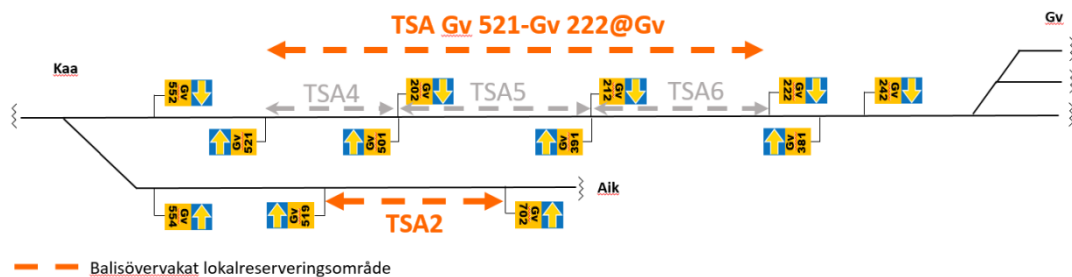 TSA Gv 521-Gv 222@Gv
Gv
Kaa
Gv 552
TSA4
Gv 202
TSA5
Gv 212
TSA6
Gv 222
Gv 242
Gv 521
Gv 501
Gv 391
Gv 381
Aik
Gv 554
Gv 519
TSA2
Gv 702
Balisövervakat lokalreserveringsområde